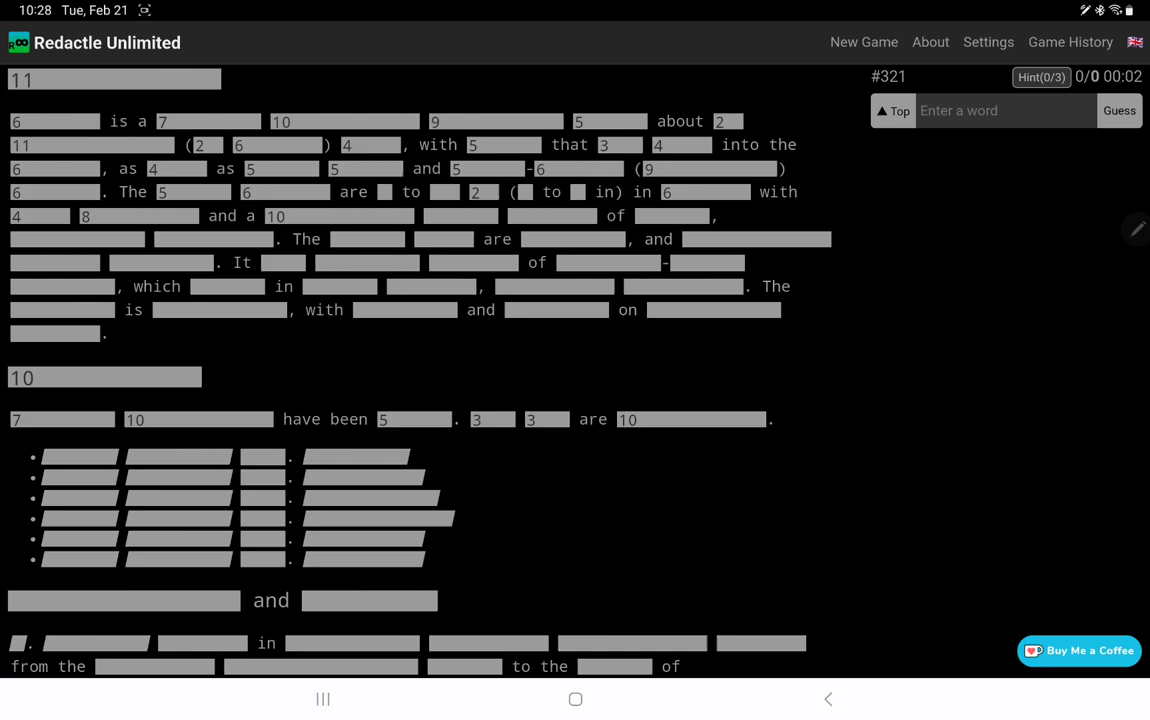 10:28 Tue, Feb 21
R∞ Redactle Unlimited
New Game About Settings Game History
#321 Hint(0/3) 0/0 00:02
▲ Top Enter a word Guess
11
6 is a 7 10 9 5 about 2
11 (2 6) 4, with 5 that 3 4 into the
6, as 4 as 5 5 and 5-6 (9)
6. The 5 6 are to 2 ( to in) in 6 with
4 8 and a 10 of ,
. The are , and
. It of -
, which in , . The
is , with and on
.
10
7 10 have been 5. 3 3 are 10.
• .
• .
• .
• .
• .
• .
and
. in
from the to the of
Buy Me a Coffee